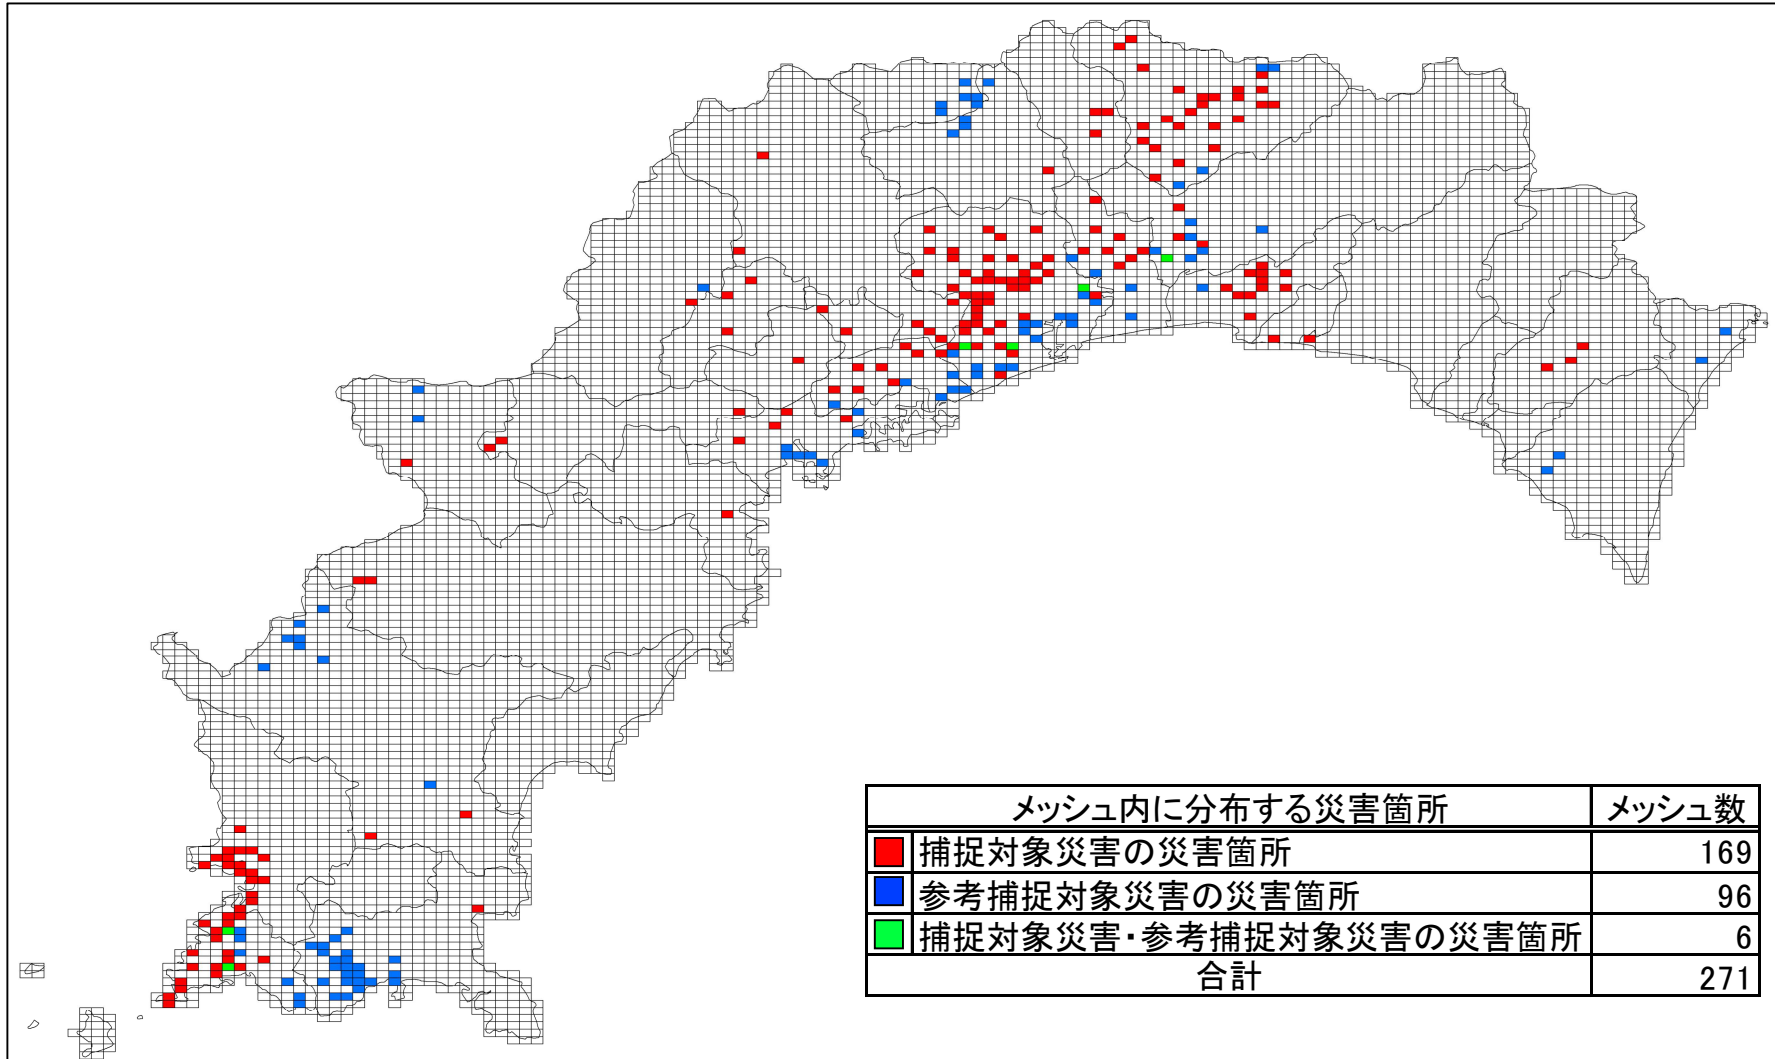 メッシュ内に分布する災害箇所 メッシュ数
捕捉対象災害の災害箇所 169
参考捕捉対象災害の災害箇所 96
捕捉対象災害・参考捕捉対象災害の災害箇所 6
合計 271